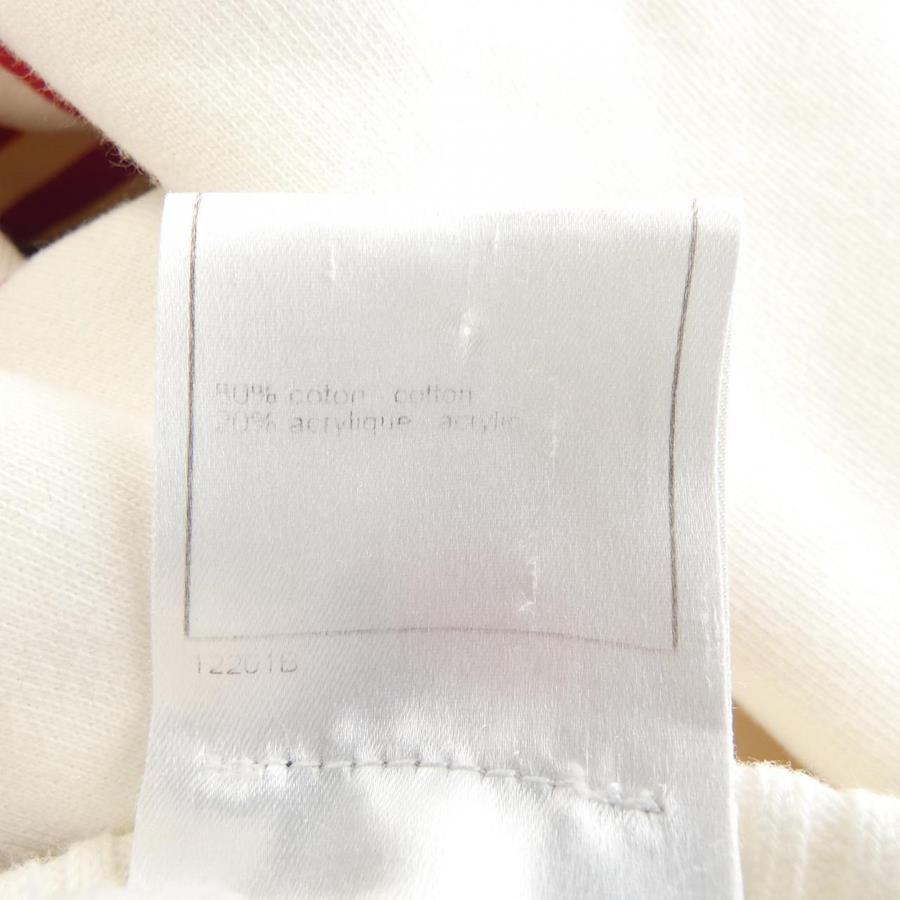 80% coton cotton
20% acrylique acrylic
12201B